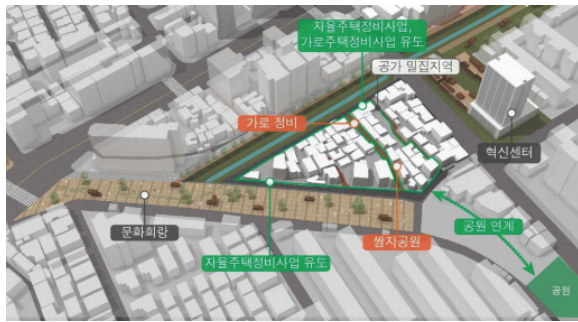 자율주택정비사업,
가로주택정비사업 유도
공가 밀집지역
가로 정비
혁신센터
공원 연계
문화회랑
쌈지공원
자율주택정비사업 유도
공원